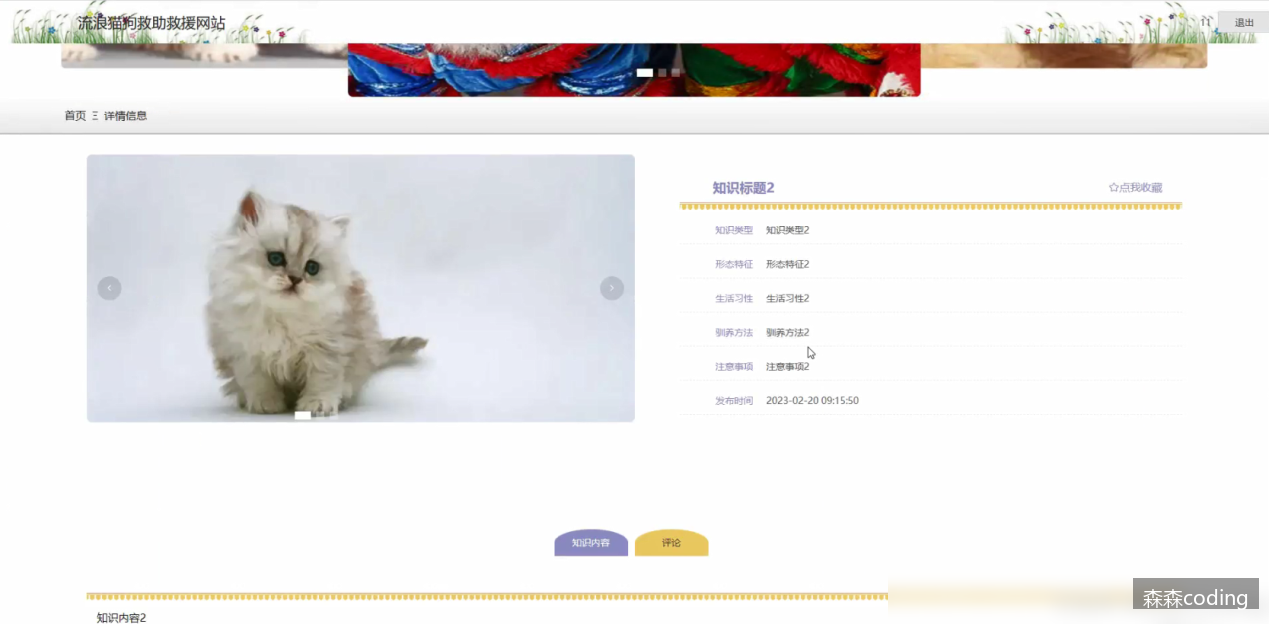 流浪猫狗救助救援网站
退出
首页 Ξ 详情信息
知识标题2
☆点我收藏
知识类型 知识类型2
形态特征 形态特征2
生活习性 生活习性2
驯养方法 驯养方法2
注意事项 注意事项2
发布时间 2023-02-20 09:15:50
知识内容
评论
知识内容2
森森coding